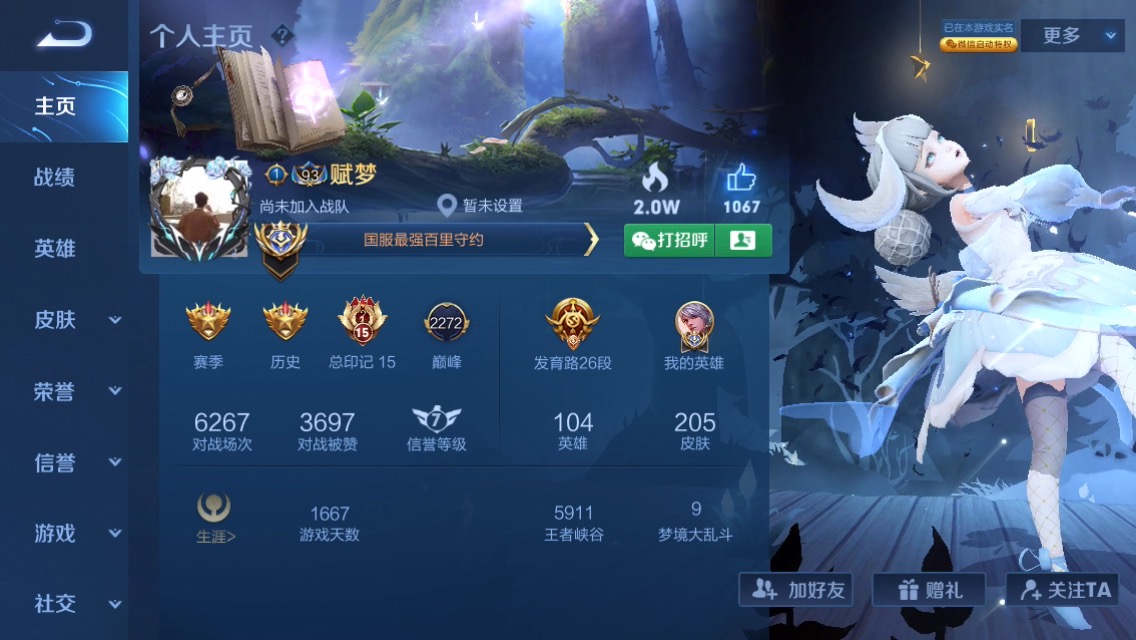 个人主页 ?
已在本游戏实名
微信启动特权
更多
主页
战绩
英雄
皮肤
荣誉
信誉
游戏
社交
1 93 赋梦
尚未加入战队
暂未设置
2.0W
1067
国服最强百里守约
打招呼
15
2272
赛季
历史
总印记 15
巅峰
发育路26段
我的英雄
6267
对战场次
3697
对战被赞
7
信誉等级
104
英雄
205
皮肤
生涯>
1667
游戏天数
5911
王者峡谷
9
梦境大乱斗
加好友
赠礼
关注TA